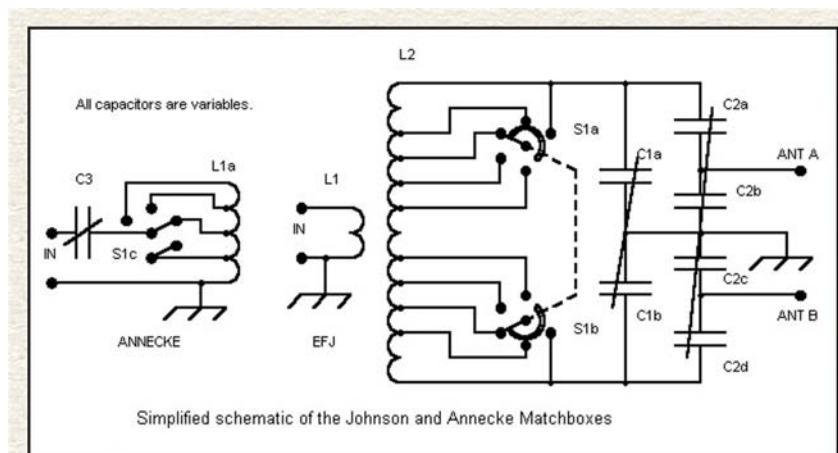 L2
All capacitors are variables.
S1a
C2a
C1a
ANT A
C3
L1a
L1
C2b
IN
S1c
IN
C2c
ANT B
S1b
C1b
ANNECKE
EFJ
C2d
Simplified schematic of the Johnson and Annecke Matchboxes